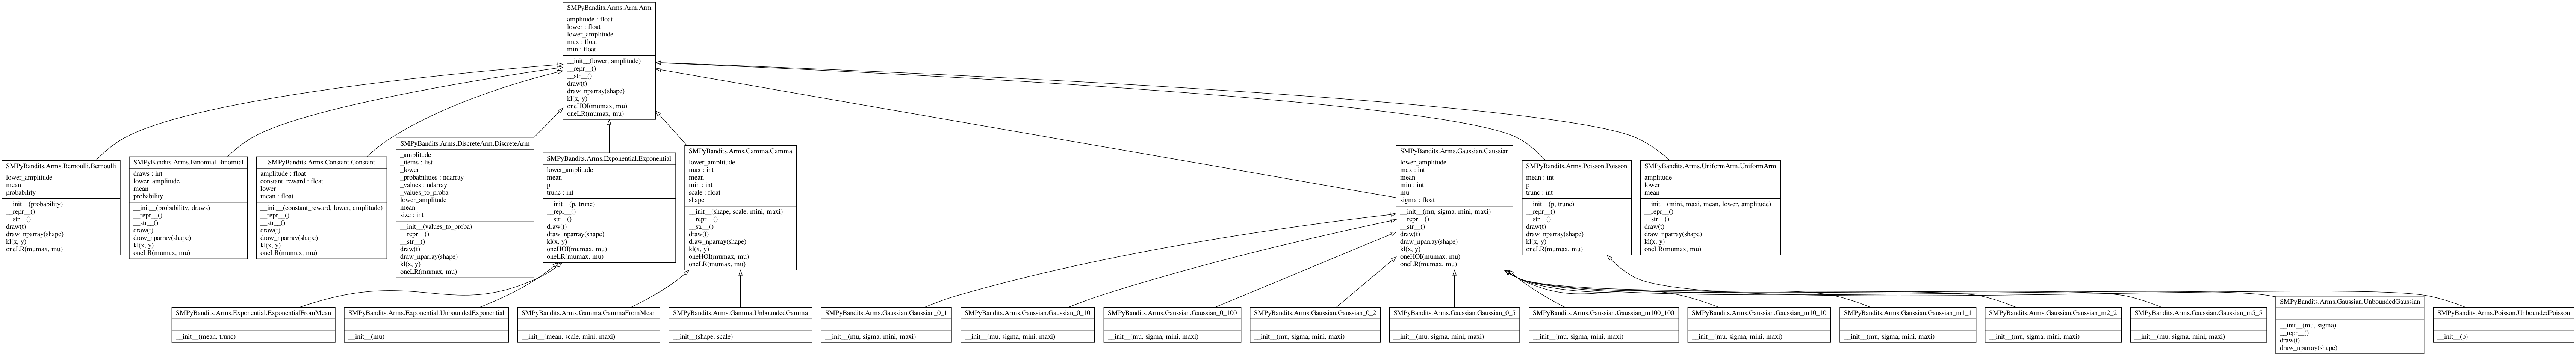 SMPyBandits.Arms.Arm.Arm
amplitude : float
lower : float
lower_amplitude
max : float
min : float
__init__(lower, amplitude)
__repr__()
__str__()
draw(t)
draw_nparray(shape)
kl(x, y)
oneHOI(mumax, mu)
oneLR(mumax, mu)
SMPyBandits.Arms.Bernoulli.Bernoulli
lower_amplitude
mean
probability
__init__(probability)
__repr__()
__str__()
draw(t)
draw_nparray(shape)
kl(x, y)
oneLR(mumax, mu)
SMPyBandits.Arms.Binomial.Binomial
draws : int
lower_amplitude
mean
probability
__init__(probability, draws)
__repr__()
__str__()
draw(t)
draw_nparray(shape)
kl(x, y)
oneLR(mumax, mu)
SMPyBandits.Arms.Constant.Constant
amplitude : float
constant_reward : float
lower
mean : float
__init__(constant_reward, lower, amplitude)
__repr__()
__str__()
draw(t)
draw_nparray(shape)
kl(x, y)
oneLR(mumax, mu)
SMPyBandits.Arms.DiscreteArm.DiscreteArm
_amplitude
_items : list
_lower
_probabilities : ndarray
_values : ndarray
_values_to_proba
lower_amplitude
mean
size : int
__init__(values_to_proba)
__repr__()
__str__()
draw(t)
draw_nparray(shape)
kl(x, y)
oneLR(mumax, mu)
SMPyBandits.Arms.Exponential.Exponential
lower_amplitude
mean
p
trunc : int
__init__(p, trunc)
__repr__()
__str__()
draw(t)
draw_nparray(shape)
kl(x, y)
oneHOI(mumax, mu)
oneLR(mumax, mu)
SMPyBandits.Arms.Gamma.Gamma
lower_amplitude
max : int
mean
min : int
scale : float
shape
__init__(shape, scale, mini, maxi)
__repr__()
__str__()
draw(t)
draw_nparray(shape)
kl(x, y)
oneHOI(mumax, mu)
oneLR(mumax, mu)
SMPyBandits.Arms.Gaussian.Gaussian
lower_amplitude
max : int
mean
min : int
mu
sigma : float
__init__(mu, sigma, mini, maxi)
__repr__()
__str__()
draw(t)
draw_nparray(shape)
kl(x, y)
oneHOI(mumax, mu)
oneLR(mumax, mu)
SMPyBandits.Arms.Poisson.Poisson
mean : int
p
trunc : int
__init__(p, trunc)
__repr__()
__str__()
draw(t)
draw_nparray(shape)
kl(x, y)
oneLR(mumax, mu)
SMPyBandits.Arms.UniformArm.UniformArm
amplitude
lower
mean
__init__(mini, maxi, mean, lower, amplitude)
__repr__()
__str__()
draw(t)
draw_nparray(shape)
kl(x, y)
oneLR(mumax, mu)
SMPyBandits.Arms.Exponential.ExponentialFromMean
__init__(mean, trunc)
SMPyBandits.Arms.Exponential.UnboundedExponential
__init__(mu)
SMPyBandits.Arms.Gamma.GammaFromMean
__init__(mean, scale, mini, maxi)
SMPyBandits.Arms.Gamma.UnboundedGamma
__init__(shape, scale)
SMPyBandits.Arms.Gaussian.Gaussian_0_1
__init__(mu, sigma, mini, maxi)
SMPyBandits.Arms.Gaussian.Gaussian_0_10
__init__(mu, sigma, mini, maxi)
SMPyBandits.Arms.Gaussian.Gaussian_0_100
__init__(mu, sigma, mini, maxi)
SMPyBandits.Arms.Gaussian.Gaussian_0_2
__init__(mu, sigma, mini, maxi)
SMPyBandits.Arms.Gaussian.Gaussian_0_5
__init__(mu, sigma, mini, maxi)
SMPyBandits.Arms.Gaussian.Gaussian_m100_100
__init__(mu, sigma, mini, maxi)
SMPyBandits.Arms.Gaussian.Gaussian_m10_10
__init__(mu, sigma, mini, maxi)
SMPyBandits.Arms.Gaussian.Gaussian_m1_1
__init__(mu, sigma, mini, maxi)
SMPyBandits.Arms.Gaussian.Gaussian_m2_2
__init__(mu, sigma, mini, maxi)
SMPyBandits.Arms.Gaussian.Gaussian_m5_5
__init__(mu, sigma, mini, maxi)
SMPyBandits.Arms.Gaussian.UnboundedGaussian
__init__(mu, sigma)
__repr__()
draw(t)
draw_nparray(shape)
SMPyBandits.Arms.Poisson.UnboundedPoisson
__init__(p)